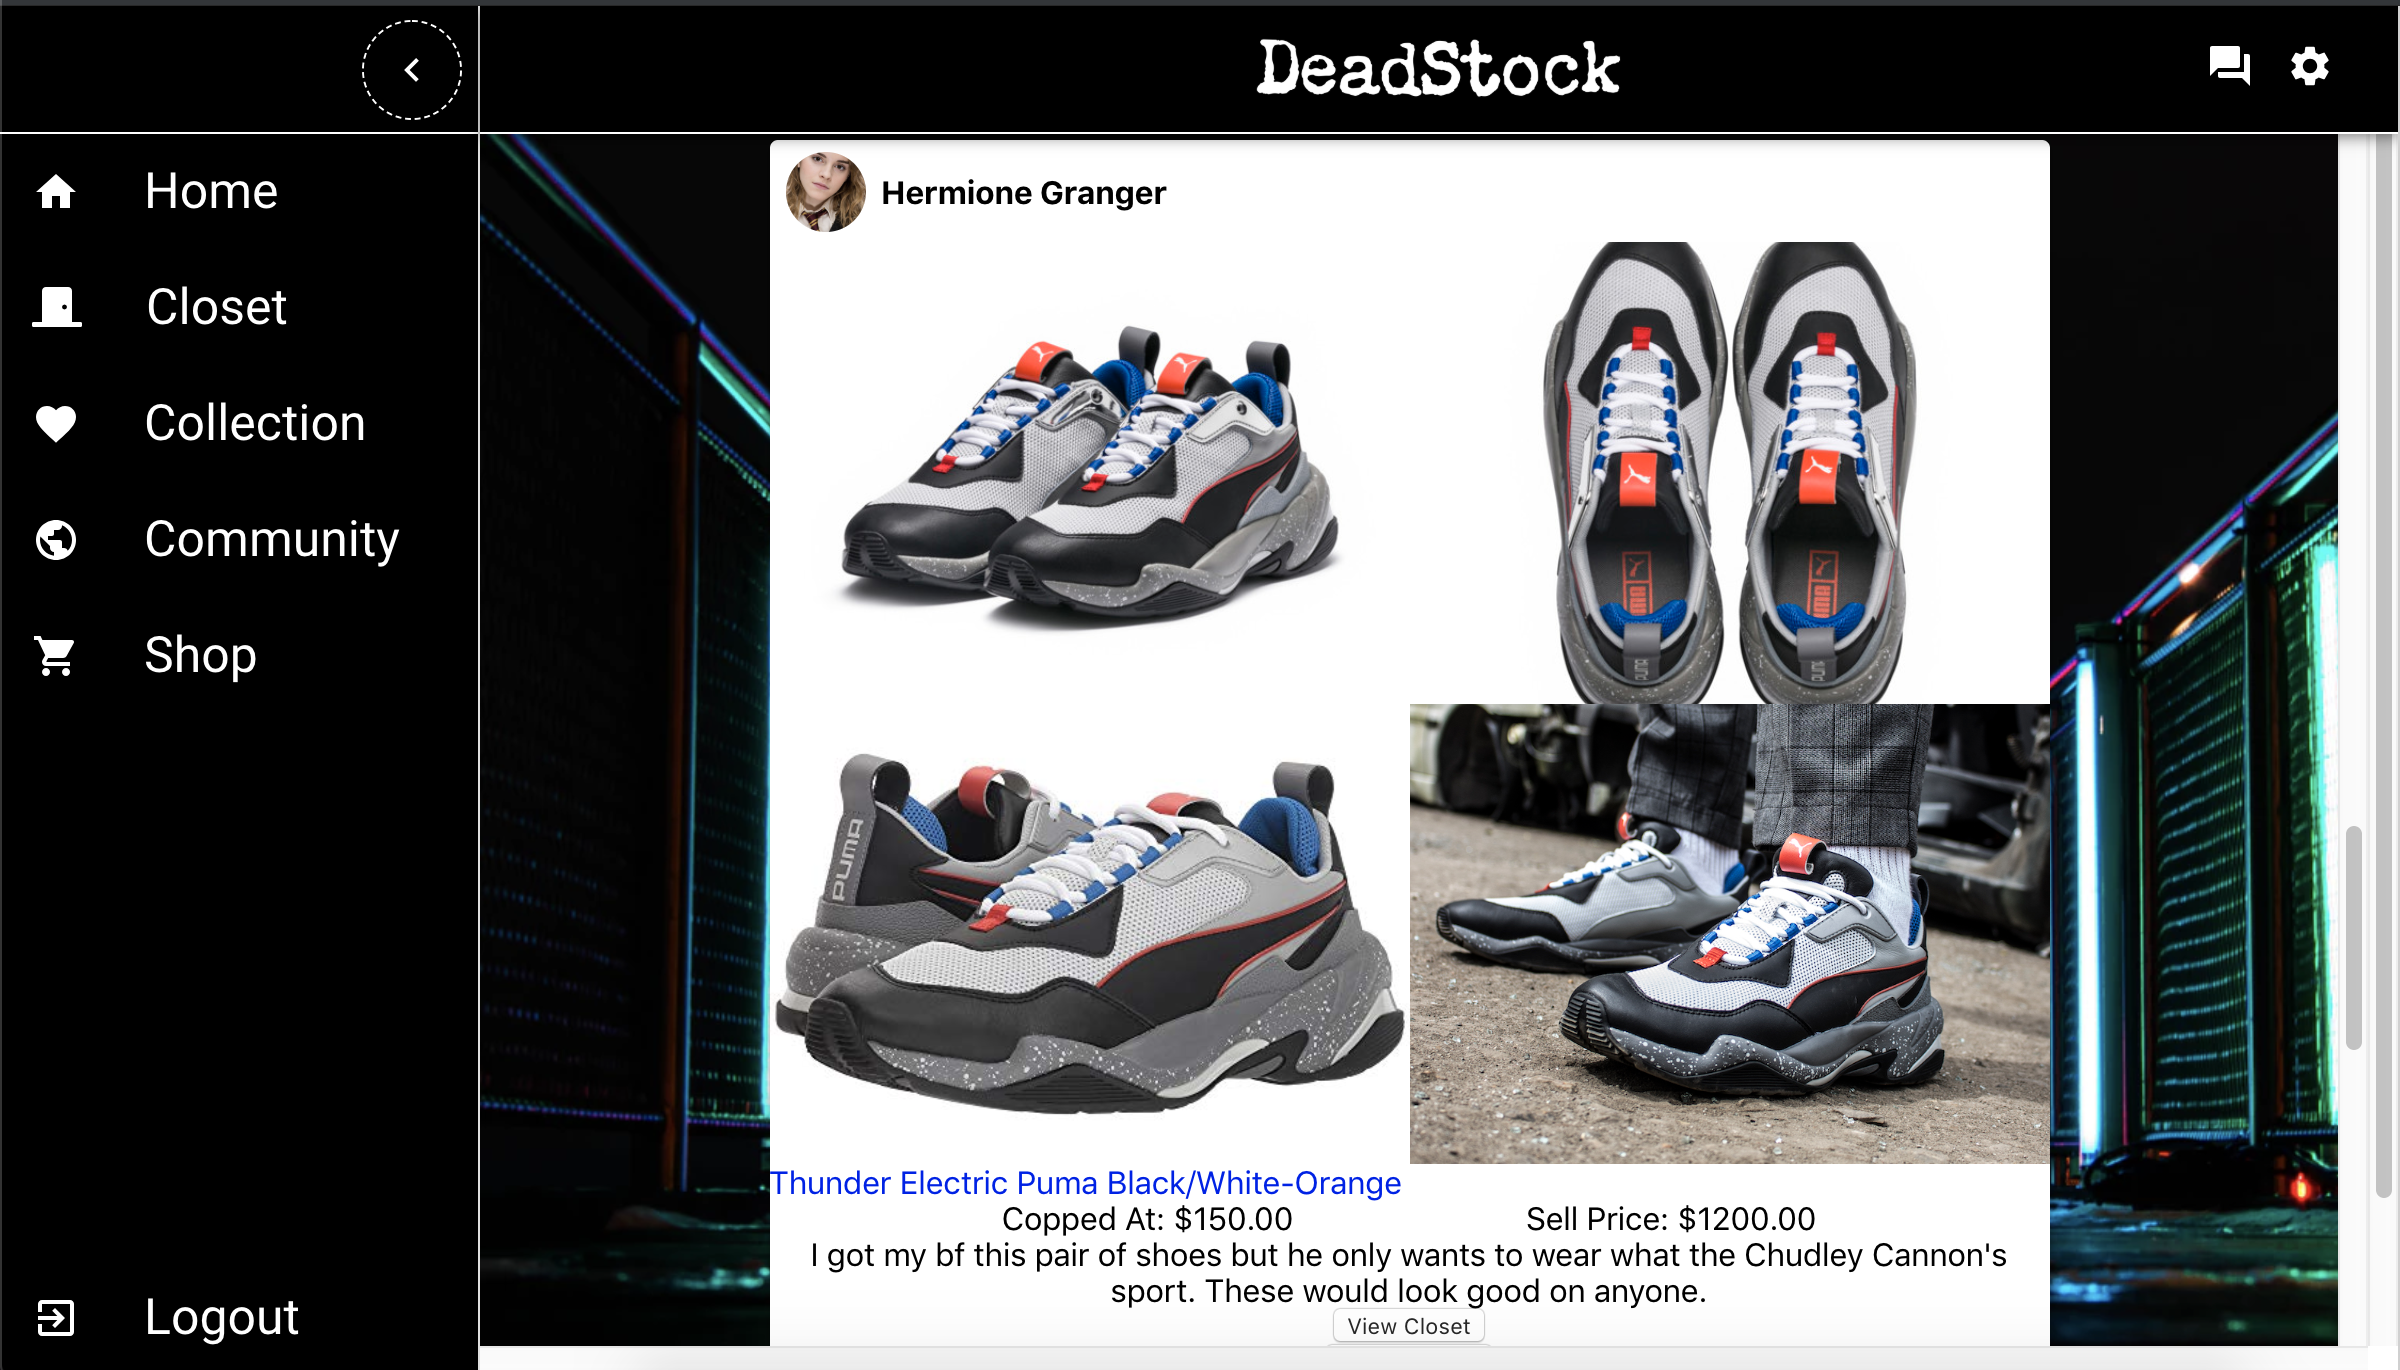 DeadStock
Home
Closet
Collection
Community
Shop
Logout
Hermione Granger
PUMA
Thunder Electric Puma Black/White-Orange
Copped At: $150.00
Sell Price: $1200.00
I got my bf this pair of shoes but he only wants to wear what the Chudley Cannon's
sport. These would look good on anyone.
View Closet